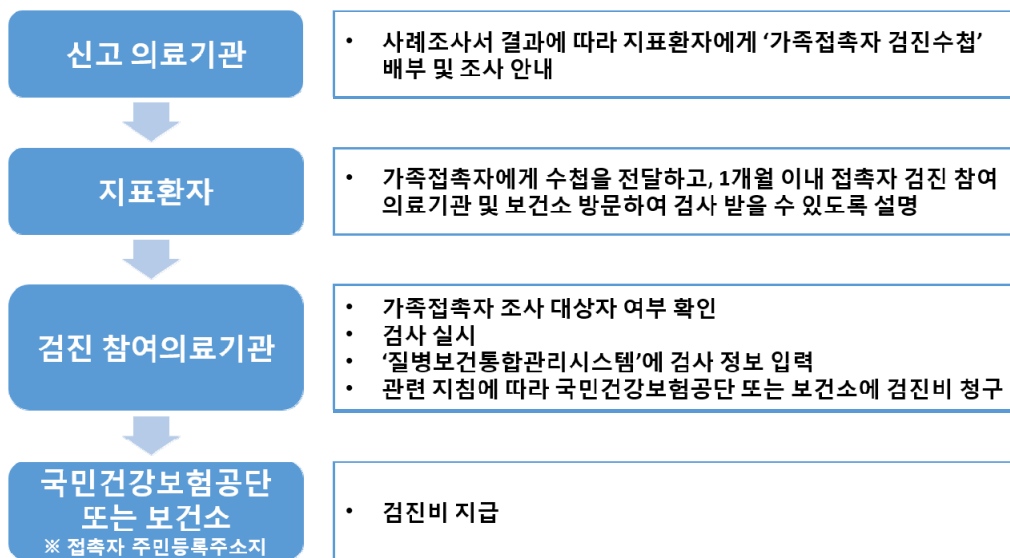 신고 의료기관
• 사례조사서 결과에 따라 지표환자에게 ‘가족접촉자 검진수첩’
배부 및 조사 안내
지표환자
• 가족접촉자에게 수첩을 전달하고, 1개월 이내 접촉자 검진 참여
의료기관 및 보건소 방문하여 검사 받을 수 있도록 설명
검진 참여의료기관
• 가족접촉자 조사 대상자 여부 확인
• 검사 실시
• ‘질병보건통합관리시스템’에 검사 정보 입력
• 관련 지침에 따라 국민건강보험공단 또는 보건소에 검진비 청구
국민건강보험공단
또는 보건소
※ 접촉자 주민등록주소지
• 검진비 지급